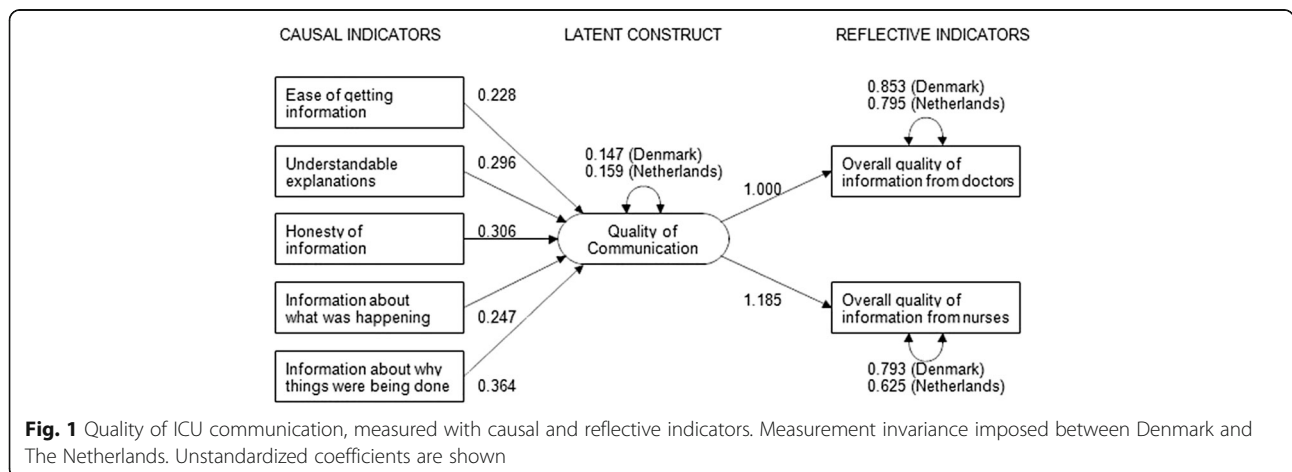 CAUSAL INDICATORS
LATENT CONSTRUCT
REFLECTIVE INDICATORS
Ease of getting
information
0.228
Understandable
explanations
0.296
Honesty of
information
0.306
Information about
what was happening
0.247
Information about why
things were being done
0.364
0.147 (Denmark)
0.159 (Netherlands)
Quality of
Communication
1.000
1.185
0.853 (Denmark)
0.795 (Netherlands)
Overall quality of
information from doctors
Overall quality of
information from nurses
0.793 (Denmark)
0.625 (Netherlands)
Fig. 1 Quality of ICU communication, measured with causal and reflective indicators. Measurement invariance imposed between Denmark and
The Netherlands. Unstandardized coefficients are shown